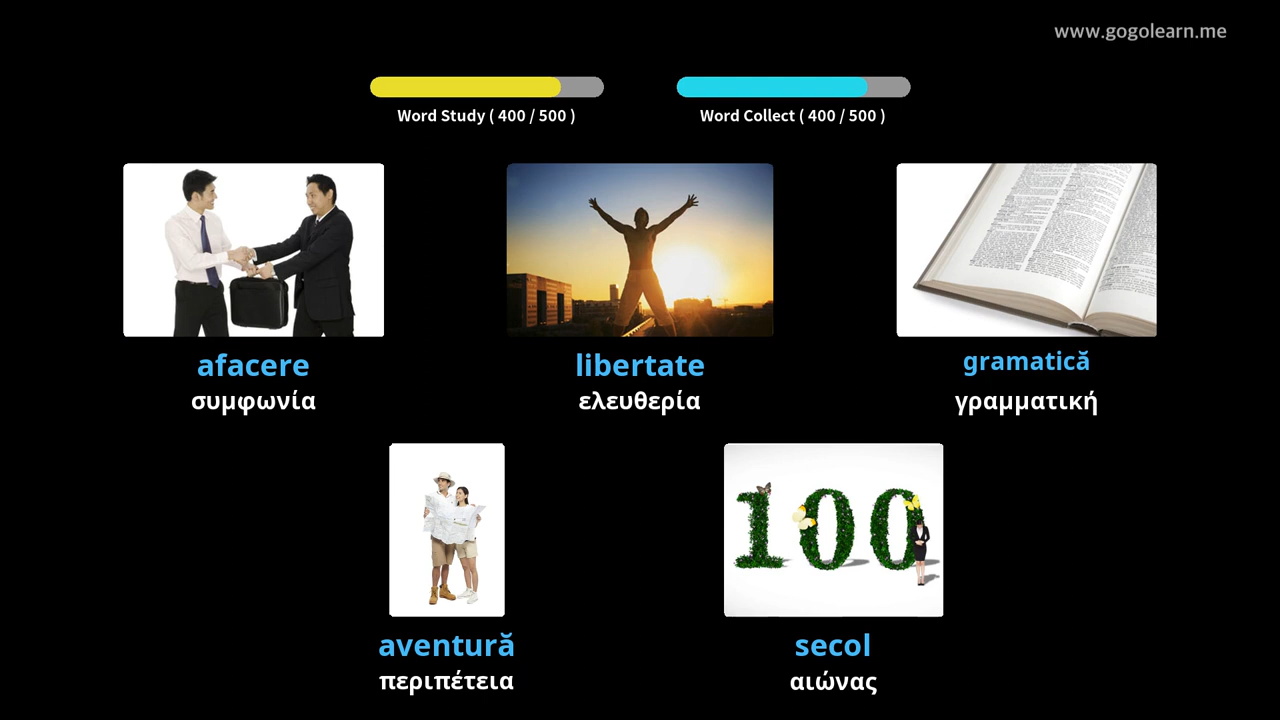 www.gogolearn.me
Word Study ( 400 / 500 )
Word Collect ( 400 / 500 )
afacere
συμφωνία
libertate
ελευθερία
gramatică
γραμματική
aventură
περιπέτεια
secol
αιώνας
100